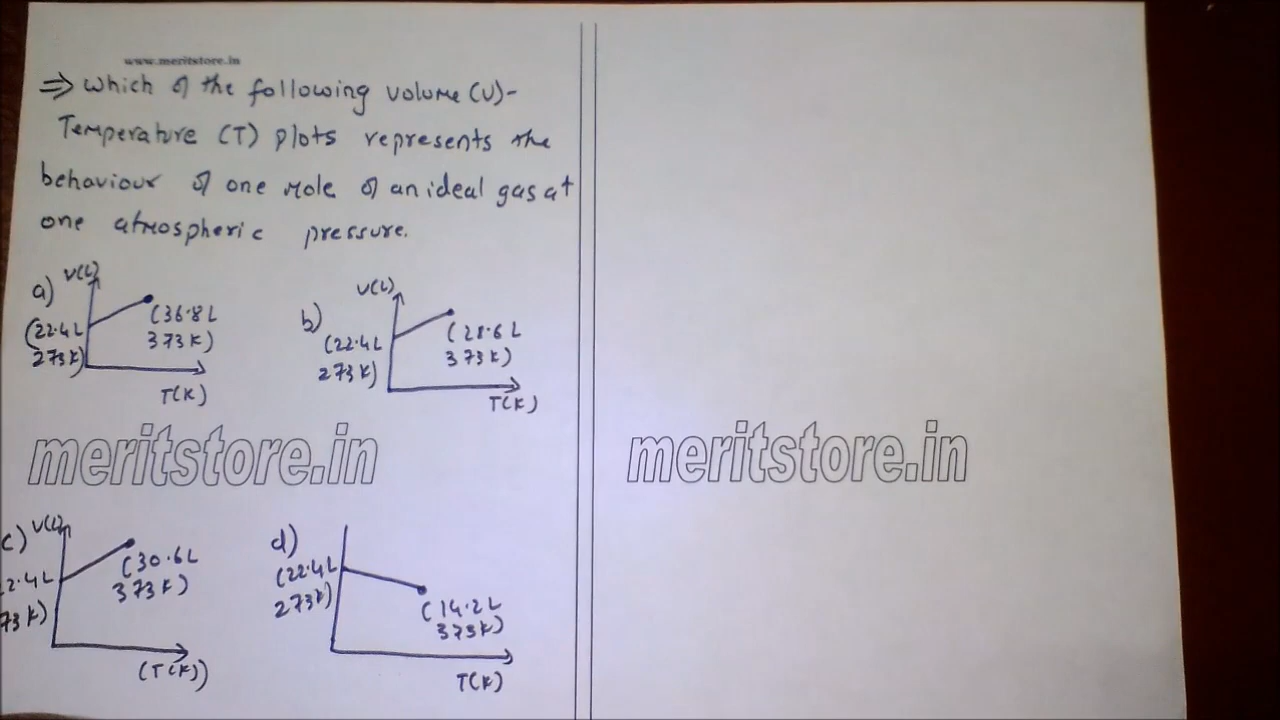 www.meritstore.in
⇒ Which of the following volume (V)-
Temperature (T) plots represents the
behaviour of one mole of an ideal gas at
one atmospheric pressure.
a) V(L)
(22.4L
273K)
(36.8L
373K)
T(K)
b) V(L)
(22.4L
273K)
(28.6L
373K)
T(K)
meritstore.in
meritstore.in
c) V(L)
22.4L
73K)
(30.6L
373K)
(T(K))
d)
(22.4L
273K)
(14.2L
373K)
T(K)